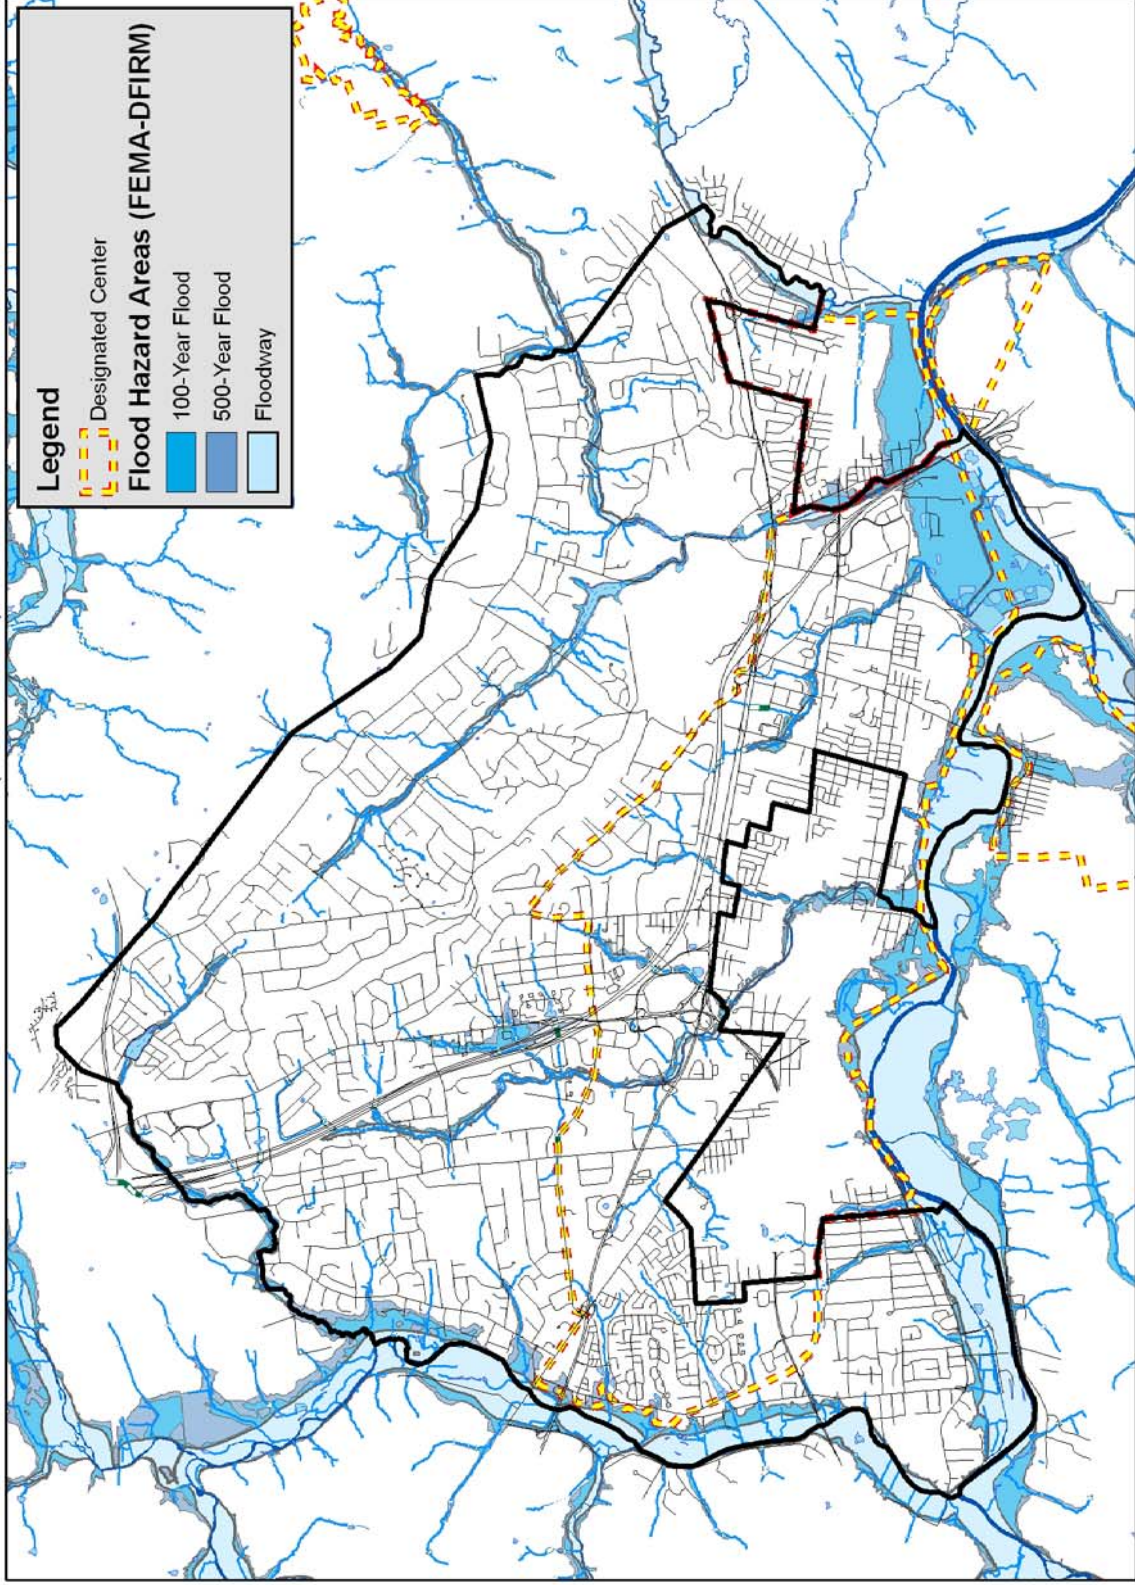 Legend
Designated Center
Flood Hazard Areas (FEMA-DFIRM)
100-Year Flood
500-Year Flood
Floodway